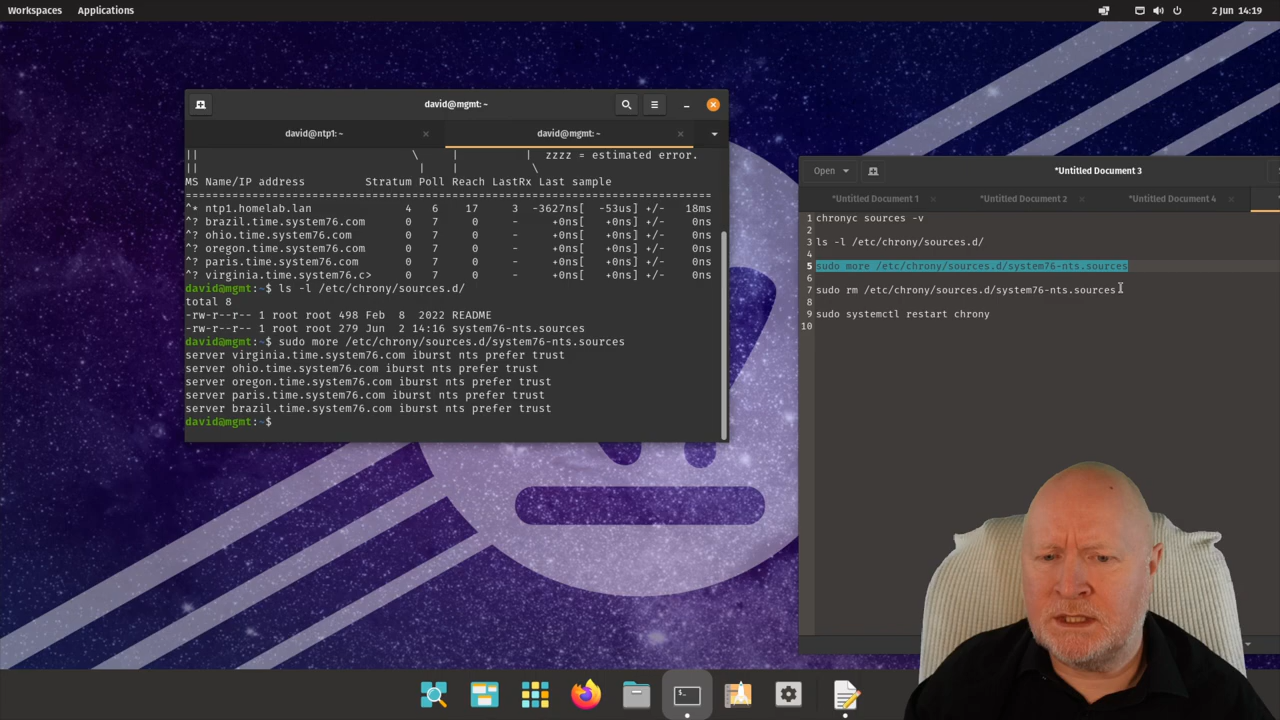 Workspaces Applications 2 Jun 14:19
david@mgmt: ~
david@ntp1: ~ × david@mgmt: ~ ×
|| \ | | zzzz = estimated error.
|| | | \
MS Name/IP address Stratum Poll Reach LastRx Last sample
===============================================================================
^* ntp1.homelab.lan 4 6 17 3 -3627ns[ -53us] +/- 18ms
^? brazil.time.system76.com 0 7 0 - +0ns[ +0ns] +/- 0ns
^? ohio.time.system76.com 0 7 0 - +0ns[ +0ns] +/- 0ns
^? oregon.time.system76.com 0 7 0 - +0ns[ +0ns] +/- 0ns
^? paris.time.system76.com 0 7 0 - +0ns[ +0ns] +/- 0ns
^? virginia.time.system76.c> 0 7 0 - +0ns[ +0ns] +/- 0ns
david@mgmt:~$ ls -l /etc/chrony/sources.d/
total 8
-rw-r--r-- 1 root root 498 Feb 8 2022 README
-rw-r--r-- 1 root root 279 Jun 2 14:16 system76-nts.sources
david@mgmt:~$ sudo more /etc/chrony/sources.d/system76-nts.sources
server virginia.time.system76.com iburst nts prefer trust
server ohio.time.system76.com iburst nts prefer trust
server oregon.time.system76.com iburst nts prefer trust
server paris.time.system76.com iburst nts prefer trust
server brazil.time.system76.com iburst nts prefer trust
david@mgmt:~$
Open *Untitled Document 3
*Untitled Document 1 × *Untitled Document 2 × *Untitled Document 4 ×
1 chronyc sources -v
2
3 ls -l /etc/chrony/sources.d/
4
5 sudo more /etc/chrony/sources.d/system76-nts.sources
6
7 sudo rm /etc/chrony/sources.d/system76-nts.sources
8
9 sudo systemctl restart chrony
10